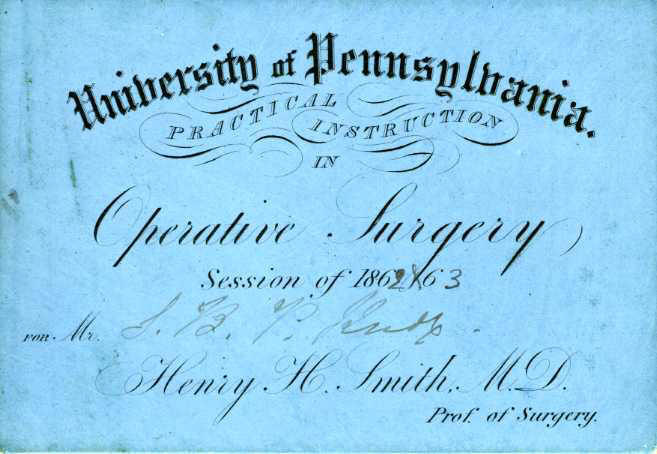 University of Pennsylvania.
PRACTICAL INSTRUCTION
IN
Operative Surgery
Session of 1862 63
FOR Mr. S. B. P. Knox.
Henry H. Smith, M.D.
Prof. of Surgery.